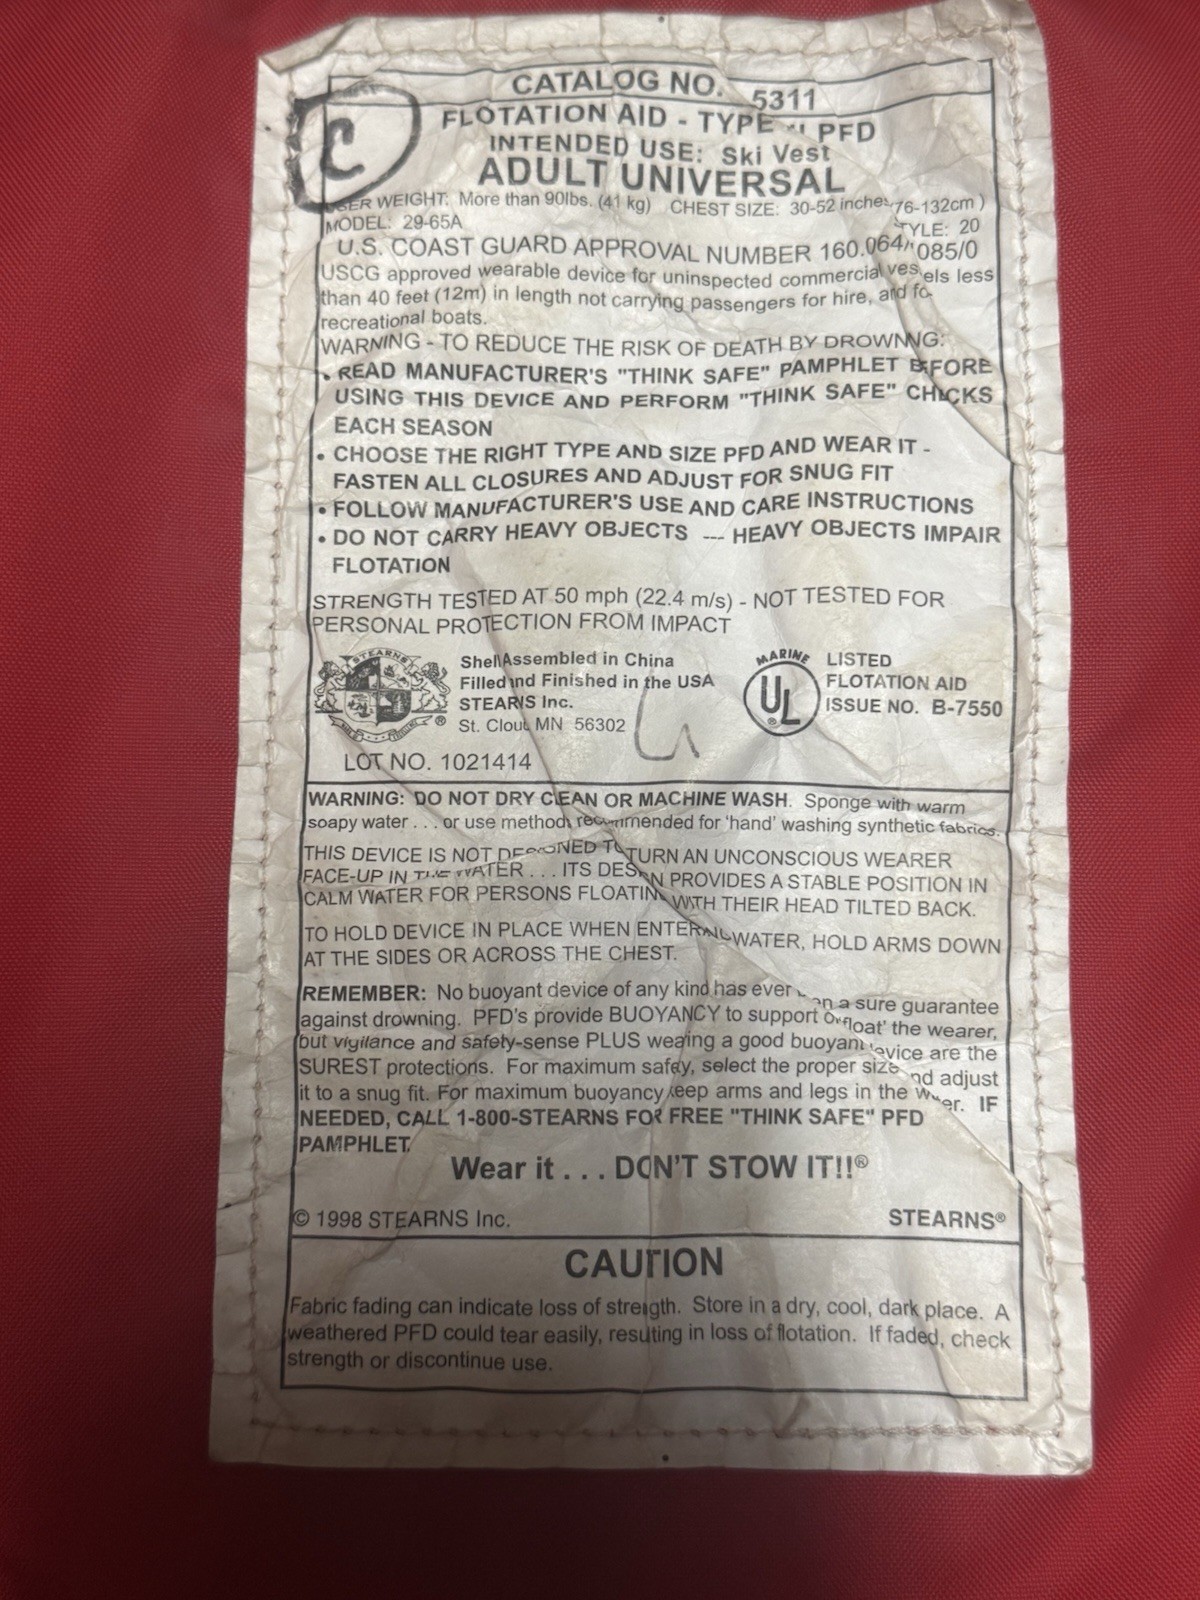 CATALOG NO. 5311
C
FLOTATION AID - TYPE PFD
INTENDED USE: Ski Vest
ADULT UNIVERSAL
WEIGHT: More than 90lbs. (41 kg) CHEST SIZE: 30-52 inches 76-132cm )
MODEL: 29-65A
STYLE: 20
U.S. COAST GUARD APPROVAL NUMBER 160.064/ 085/0
USCG approved wearable device for uninspected commercial vessels less
than 40 feet (12m) in length not carrying passengers for hire, and for
recreational boats.
WARNING - TO REDUCE THE RISK OF DEATH BY DROWNING:
• READ MANUFACTURER'S "THINK SAFE" PAMPHLET BEFORE
USING THIS DEVICE AND PERFORM "THINK SAFE" CHECKS
EACH SEASON
• CHOOSE THE RIGHT TYPE AND SIZE PFD AND WEAR IT -
FASTEN ALL CLOSURES AND ADJUST FOR SNUG FIT
• FOLLOW MANUFACTURER'S USE AND CARE INSTRUCTIONS
• DO NOT CARRY HEAVY OBJECTS --- HEAVY OBJECTS IMPAIR
FLOTATION
STRENGTH TESTED AT 50 mph (22.4 m/s) - NOT TESTED FOR
PERSONAL PROTECTION FROM IMPACT
STEARNS
®
Shell Assembled in China
Filled and Finished in the USA
STEARNS Inc.
St. Cloud MN 56302
MARINE
UL
®
LISTED
FLOTATION AID
ISSUE NO. B-7550
LOT NO. 1021414
WARNING: DO NOT DRY CLEAN OR MACHINE WASH. Sponge with warm
soapy water . . . or use methods recommended for 'hand' washing synthetic fabrics.
THIS DEVICE IS NOT DESIGNED TO TURN AN UNCONSCIOUS WEARER
FACE-UP IN THE WATER . . . ITS DESIGN PROVIDES A STABLE POSITION IN
CALM WATER FOR PERSONS FLOATING WITH THEIR HEAD TILTED BACK.
TO HOLD DEVICE IN PLACE WHEN ENTERING WATER, HOLD ARMS DOWN
AT THE SIDES OR ACROSS THE CHEST.
REMEMBER: No buoyant device of any kind has ever been a sure guarantee
against drowning. PFD's provide BUOYANCY to support or 'float' the wearer,
but vigilance and safety-sense PLUS wearing a good buoyant device are the
SUREST protections. For maximum safety, select the proper size and adjust
it to a snug fit. For maximum buoyancy keep arms and legs in the water. IF
NEEDED, CALL 1-800-STEARNS FOR FREE "THINK SAFE" PFD
PAMPHLET.
Wear it . . . DON'T STOW IT!!®
© 1998 STEARNS Inc. STEARNS®
CAUTION
Fabric fading can indicate loss of strength. Store in a dry, cool, dark place. A
weathered PFD could tear easily, resulting in loss of flotation. If faded, check
strength or discontinue use.